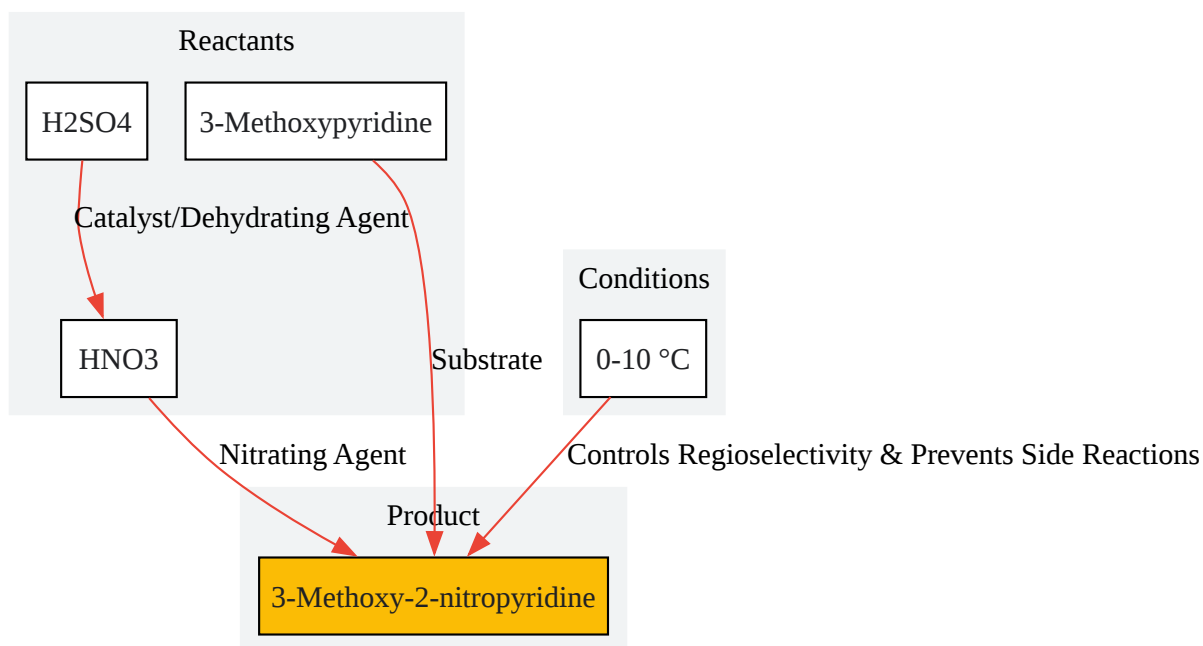 Reactants
H2SO4
3-Methoxypyridine
Catalyst/Dehydrating Agent
Conditions
HNO3
Substrate
0-10 °C
Nitrating Agent
Controls Regioselectivity & Prevents Side Reactions
Product
3-Methoxy-2-nitropyridine